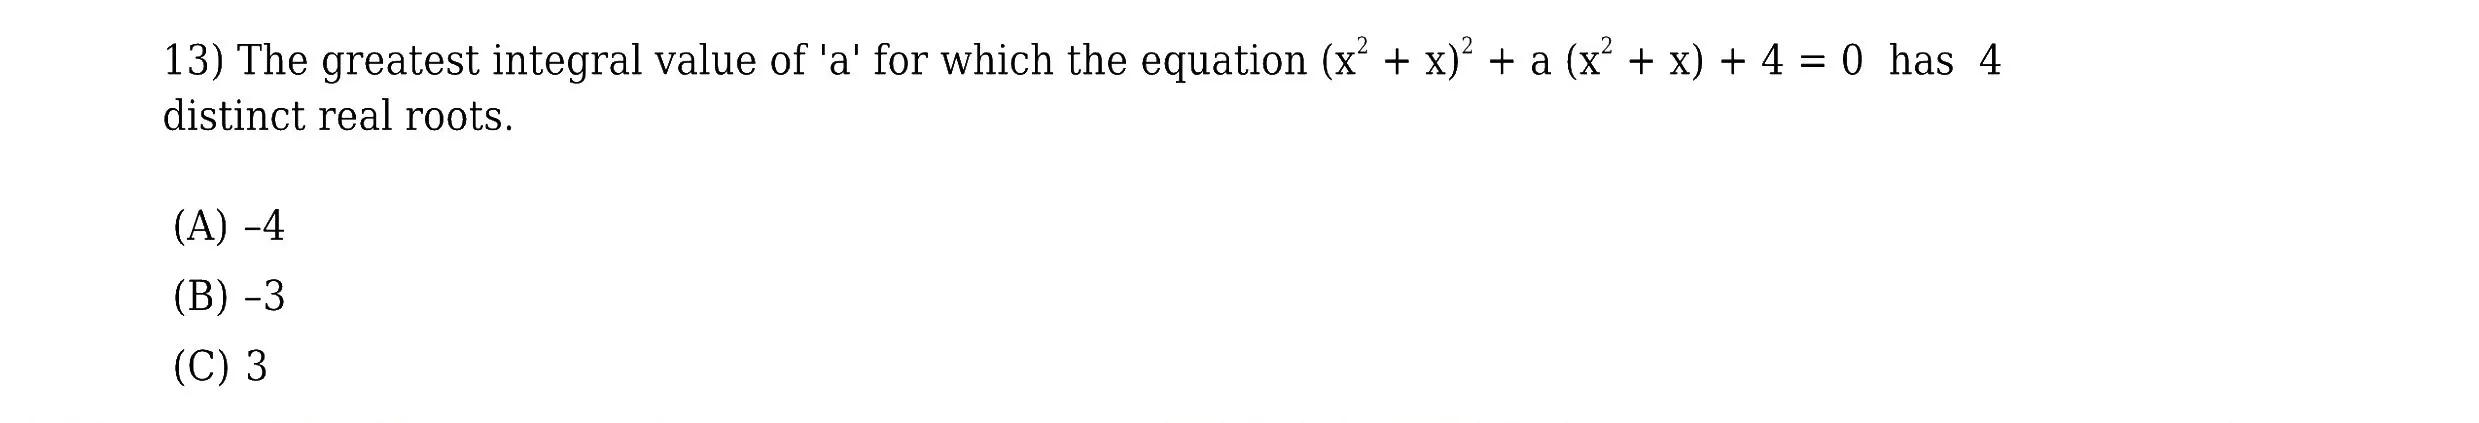 13) The greatest integral value of 'a' for which the equation (x² + x)² + a (x² + x) + 4 = 0 has 4
distinct real roots.
(A) –4
(B) –3
(C) 3